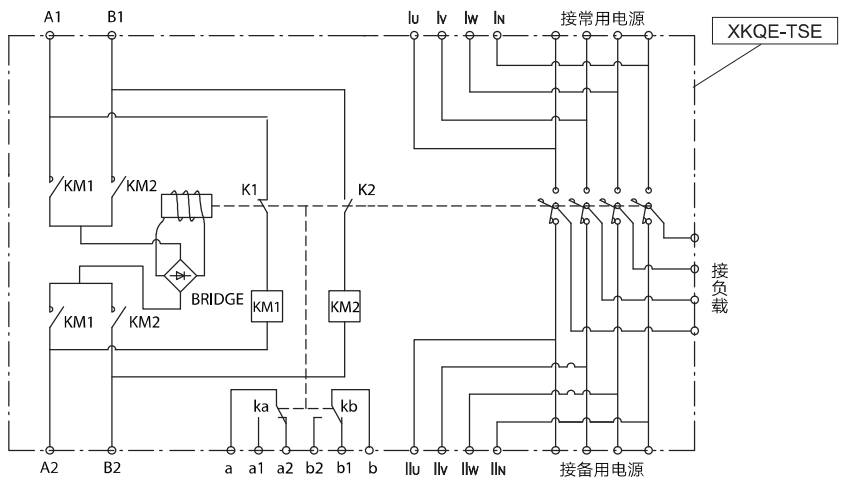 A1 B1 IU IV IW IN 接常用电源
XKQE-TSE
KM1 KM2 K1 K2
BRIDGE
KM1 KM2
KM1 KM2
接负载
ka kb
A2 B2 a a1 a2 b2 b1 b IIU IIV IIW IIN 接备用电源